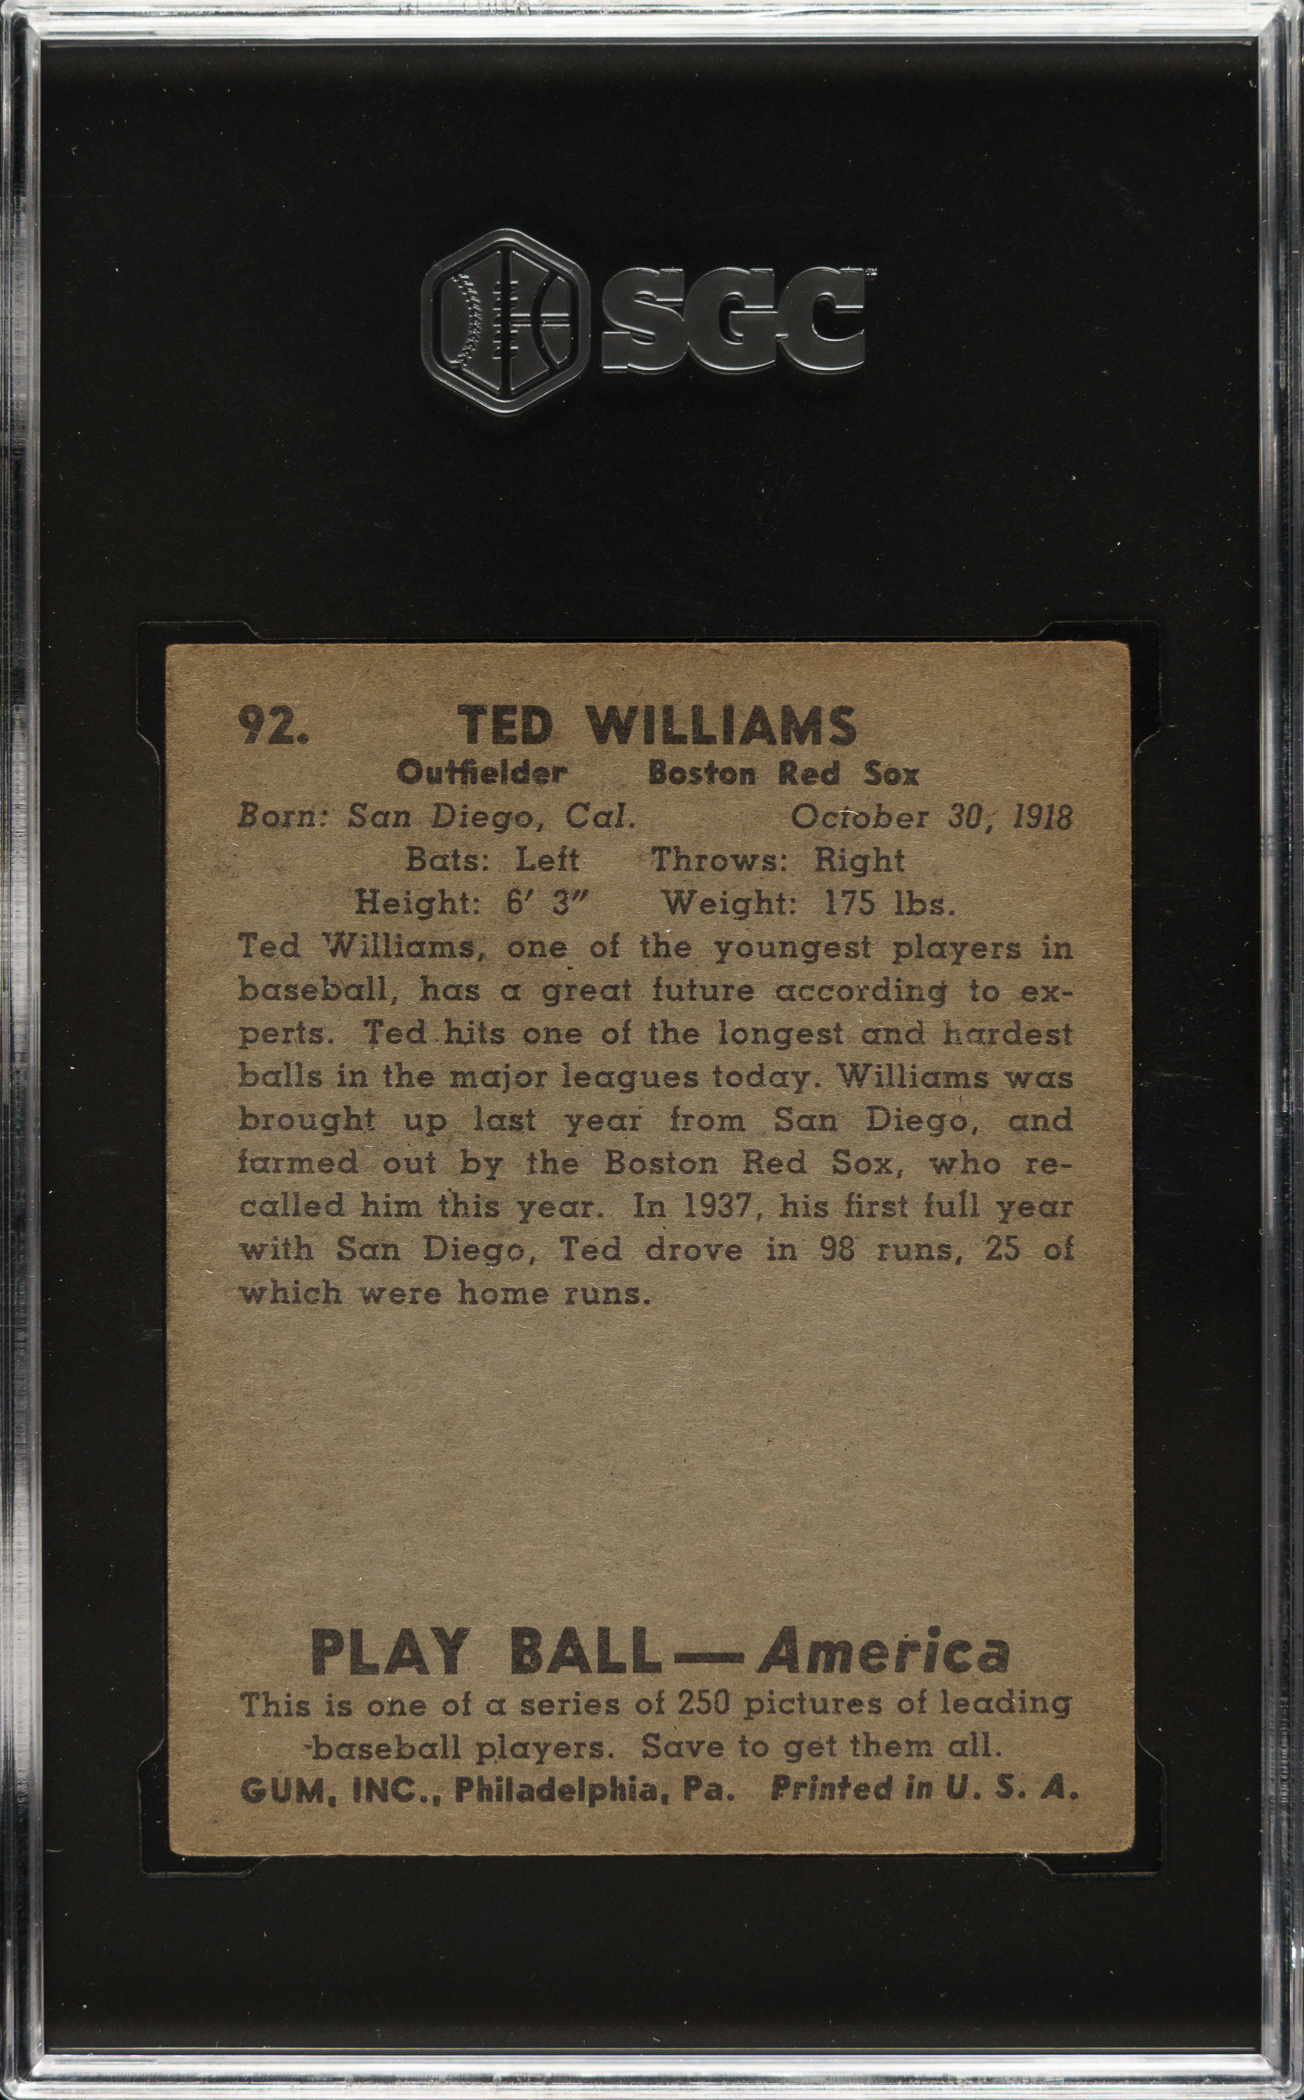 SGC™
92. TED WILLIAMS
Outfielder Boston Red Sox
Born: San Diego, Cal. October 30, 1918
Bats: Left Throws: Right
Height: 6′ 3″ Weight: 175 lbs.
Ted Williams, one of the youngest players in
baseball, has a great future according to ex-
perts. Ted hits one of the longest and hardest
balls in the major leagues today. Williams was
brought up last year from San Diego, and
farmed out by the Boston Red Sox, who re-
called him this year. In 1937, his first full year
with San Diego, Ted drove in 98 runs, 25 of
which were home runs.
PLAY BALL—America
This is one of a series of 250 pictures of leading
baseball players. Save to get them all.
GUM, INC., Philadelphia, Pa. Printed in U. S. A.